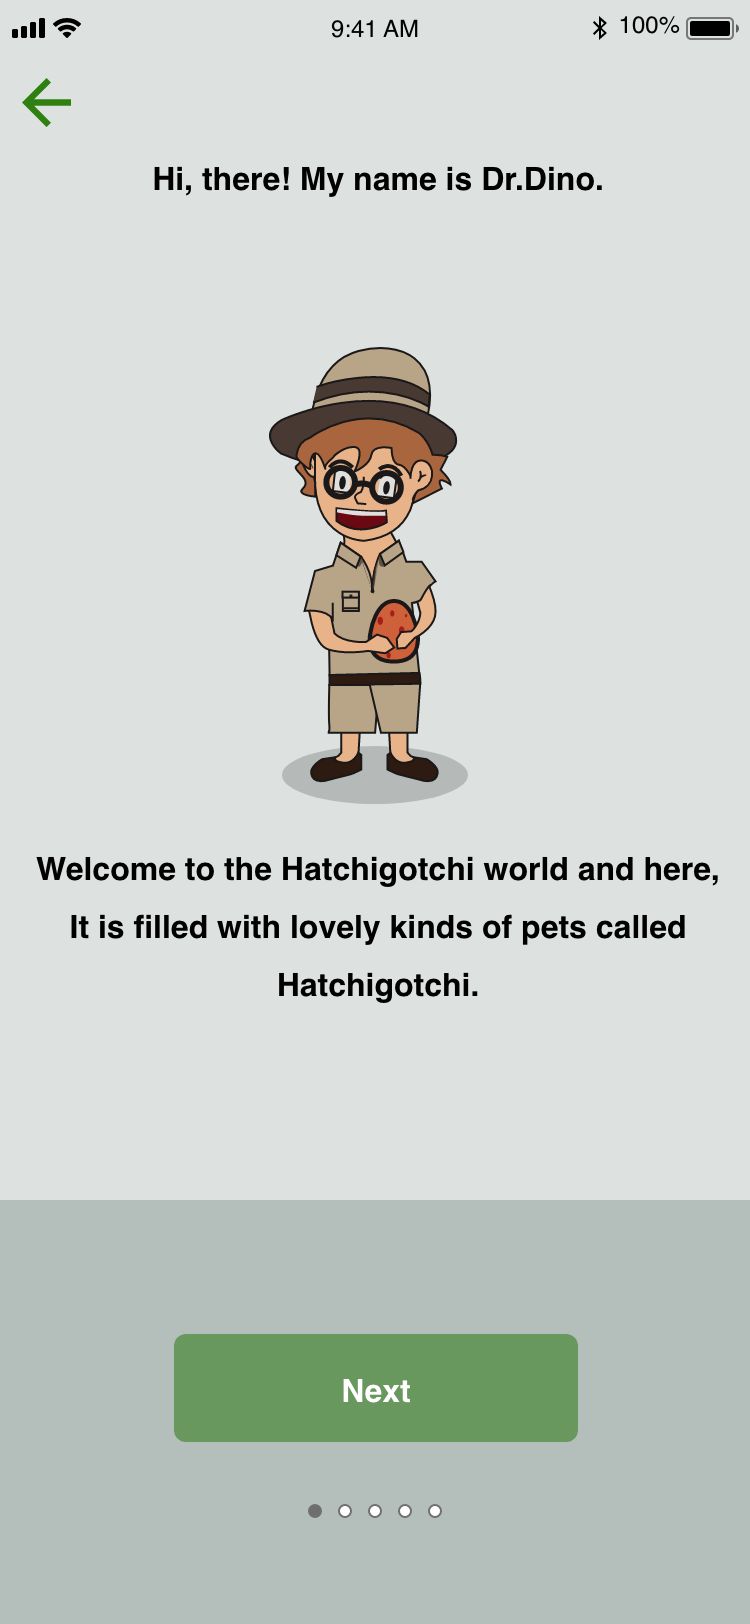 9:41 AM
100%
Hi, there! My name is Dr.Dino.
Welcome to the Hatchigotchi world and here,
It is filled with lovely kinds of pets called
Hatchigotchi.
Next